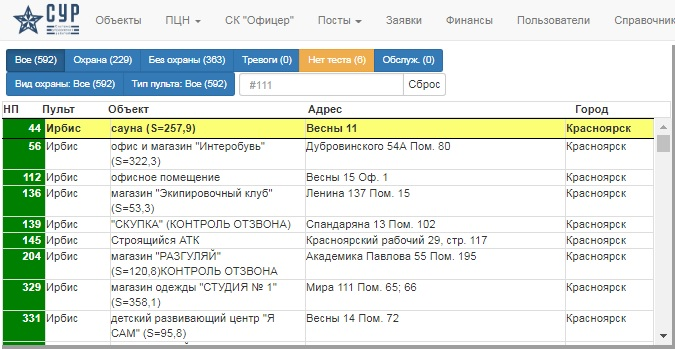 СУР
Объекты ПЦН СК "Офицер" Посты Заявки Финансы Пользователи Справочник
Все (592) Охрана (229) Без охраны (363) Тревоги (0) Нет теста (6) Обслуж. (0)
Вид охраны: Все (592) Тип пульта: Все (592) #111 Сброс
НП Пульт Объект Адрес Город
44 Ирбис сауна (S=257,9) Весны 11 Красноярск
56 Ирбис офис и магазин "Интеробувь" Дубровинского 54А Пом. 80 Красноярск
(S=322,3)
112 Ирбис офисное помещение Весны 15 Оф. 1 Красноярск
136 Ирбис магазин "Экипировочный клуб" Ленина 137 Пом. 15 Красноярск
(S=53,3)
139 Ирбис "СКУПКА" (КОНТРОЛЬ ОТЗВОНА) Спандаряна 13 Пом. 102 Красноярск
145 Ирбис Строящийся АТК Красноярский рабочий 29, стр. 117 Красноярск
204 Ирбис магазин "РАЗГУЛЯЙ" Академика Павлова 55 Пом. 195 Красноярск
(S=120,8)КОНТРОЛЬ ОТЗВОНА
329 Ирбис магазин одежды "СТУДИЯ № 1" Мира 111 Пом. 65; 66 Красноярск
(S=358,1)
331 Ирбис детский развивающий центр "Я Весны 14 Пом. 72 Красноярск
САМ" (S=95,8)